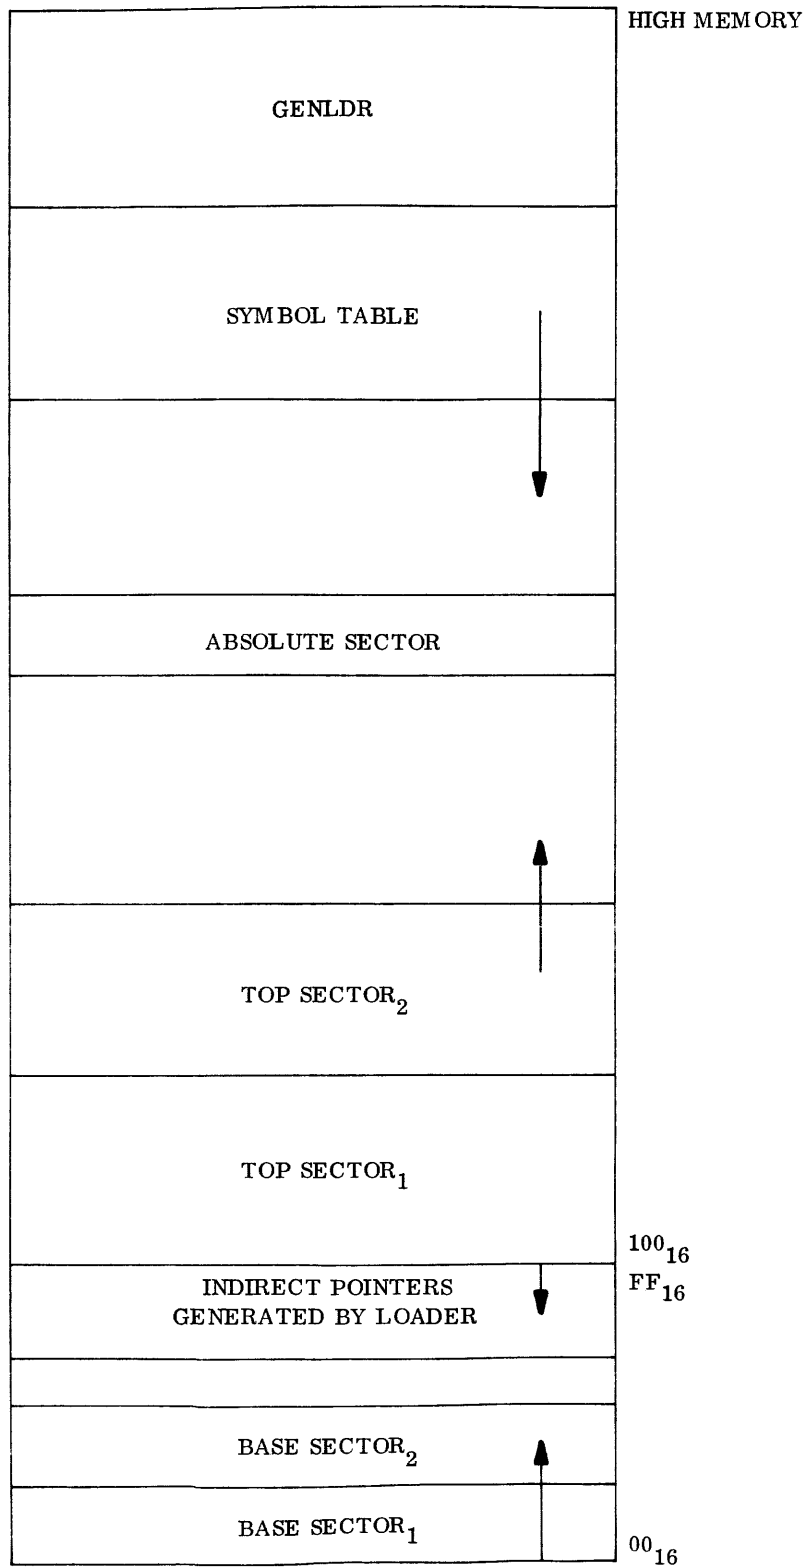 HIGH MEMORY
GENLDR
SYMBOL TABLE
ABSOLUTE SECTOR
TOP SECTOR₂
TOP SECTOR₁
100₁₆
FF₁₆
INDIRECT POINTERS
GENERATED BY LOADER
BASE SECTOR₂
BASE SECTOR₁
00₁₆